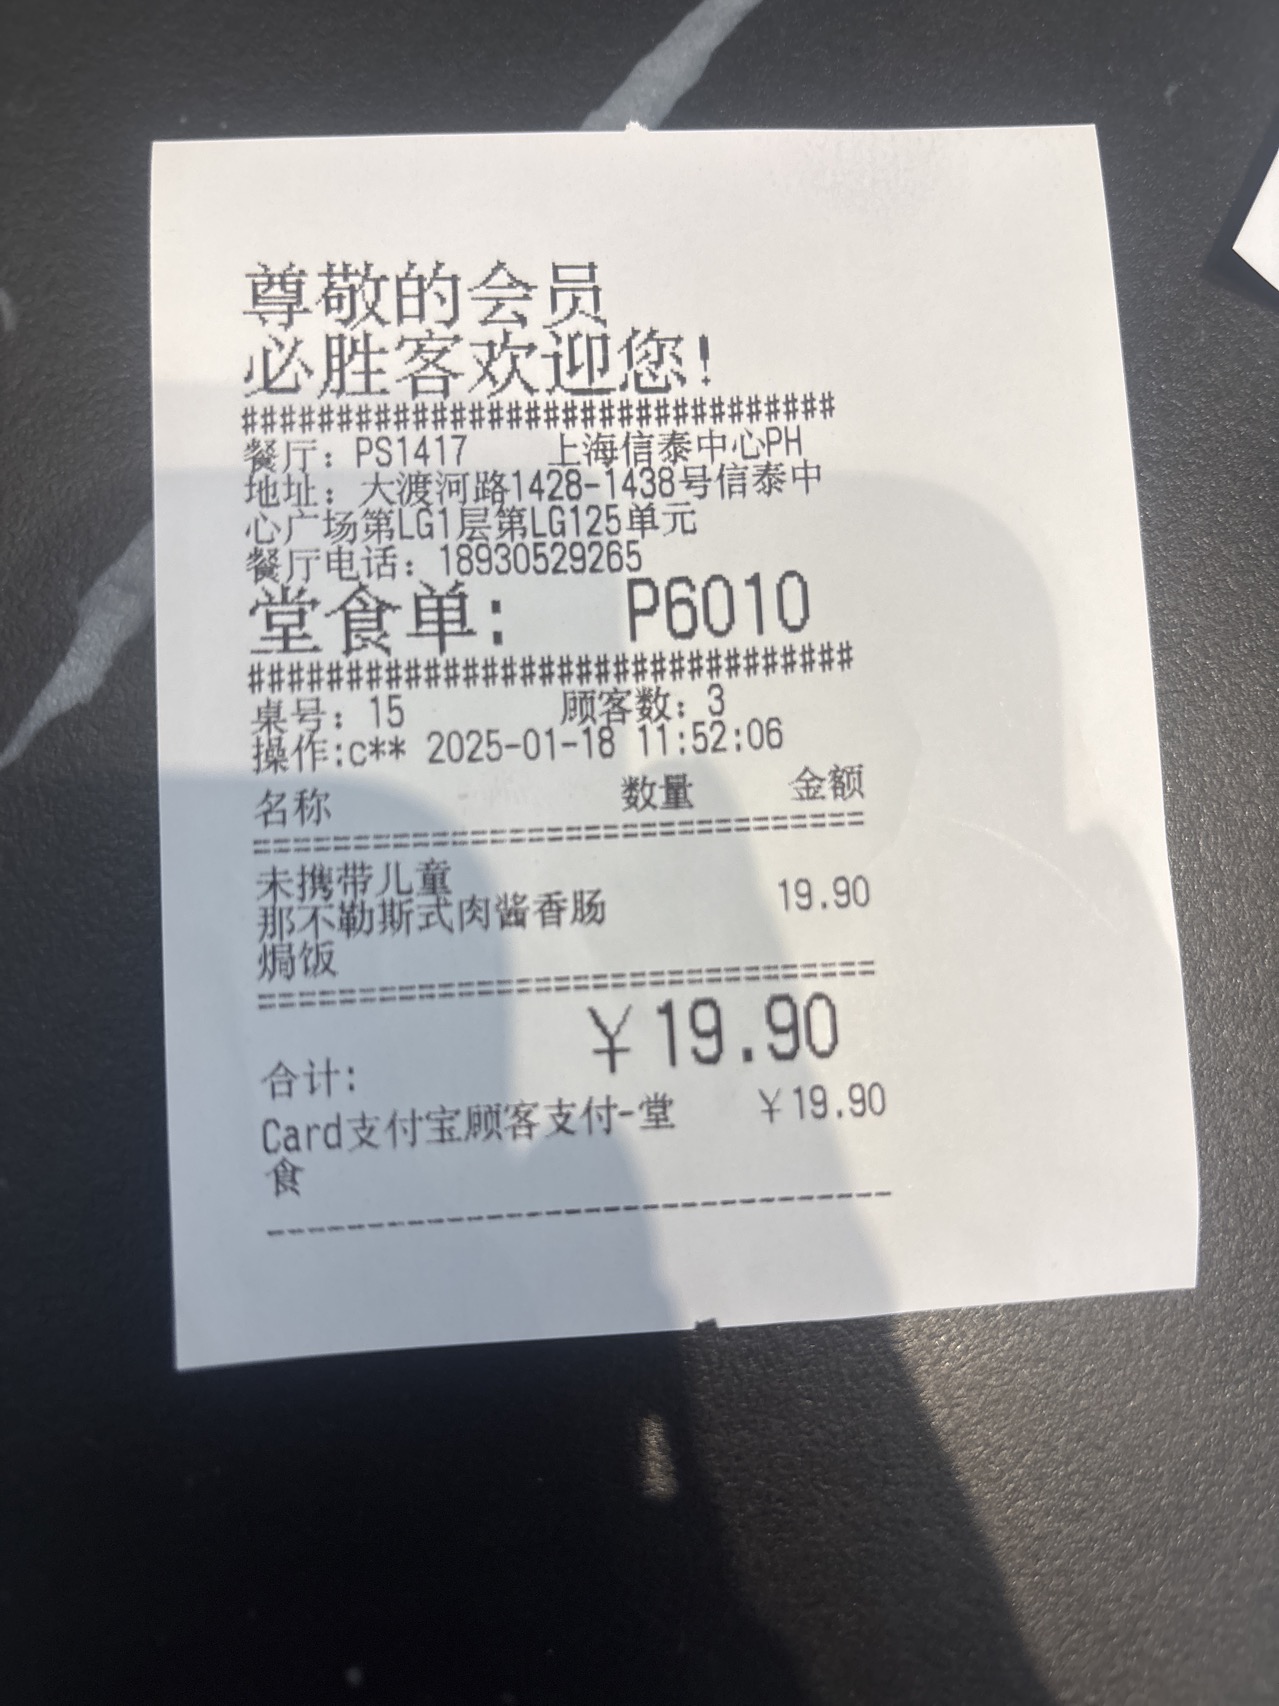 尊敬的会员
必胜客欢迎您!
################################
餐厅: PS1417 上海信泰中心PH
地址: 大渡河路1428-1438号信泰中
心广场第LG1层第LG125单元
餐厅电话: 18930529265
堂食单: P6010
################################
桌号: 15 顾客数: 3
操作:c** 2025-01-18 11:52:06
名称 数量 金额
================================
未携带儿童
那不勒斯式肉酱香肠 19.90
焗饭
================================
¥19.90
合计:
Card支付宝顾客支付-堂 ¥19.90
食
--------------------------------